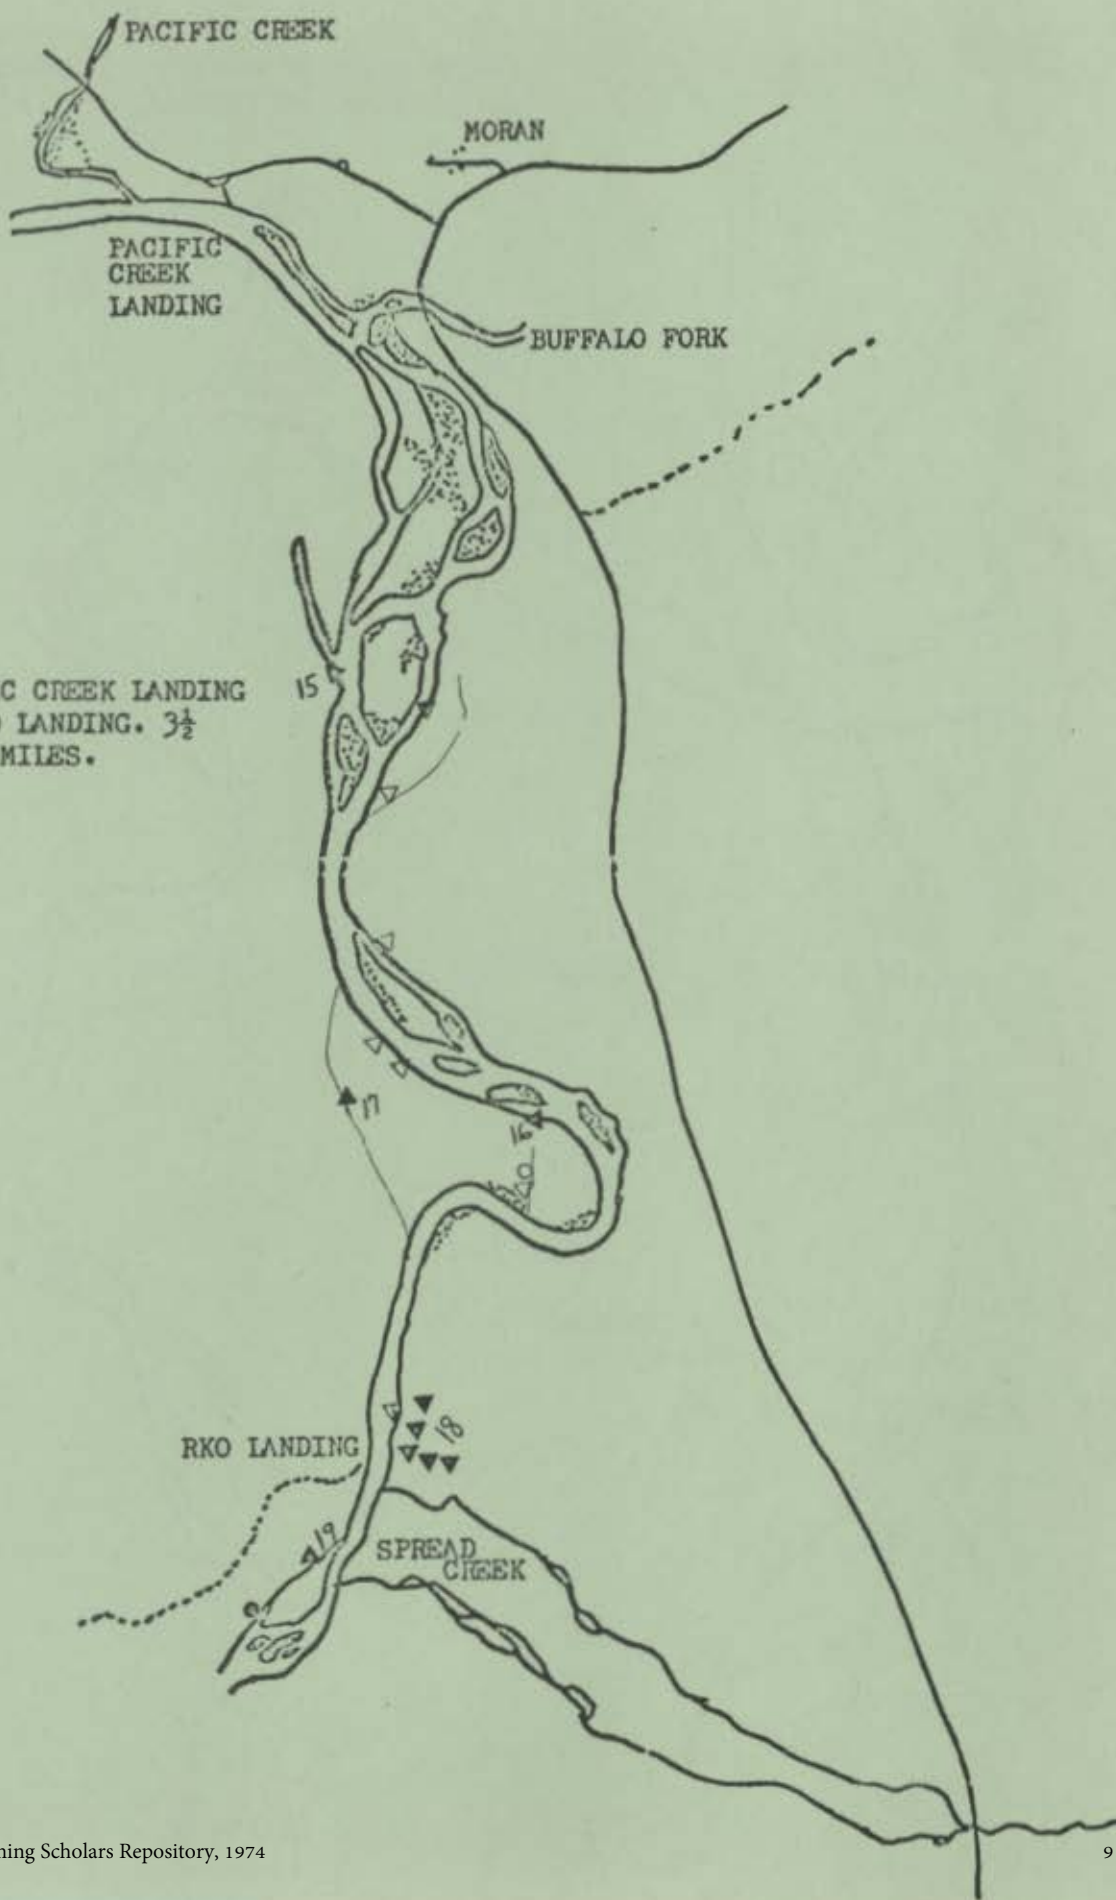 PACIFIC CREEK
MORAN
PACIFIC
CREEK
LANDING
BUFFALO FORK
C CREEK LANDING
LANDING. 3½
MILES.
15
17
16
18
RKO LANDING
19
SPREAD
CREEK
ning Scholars Repository, 1974
9